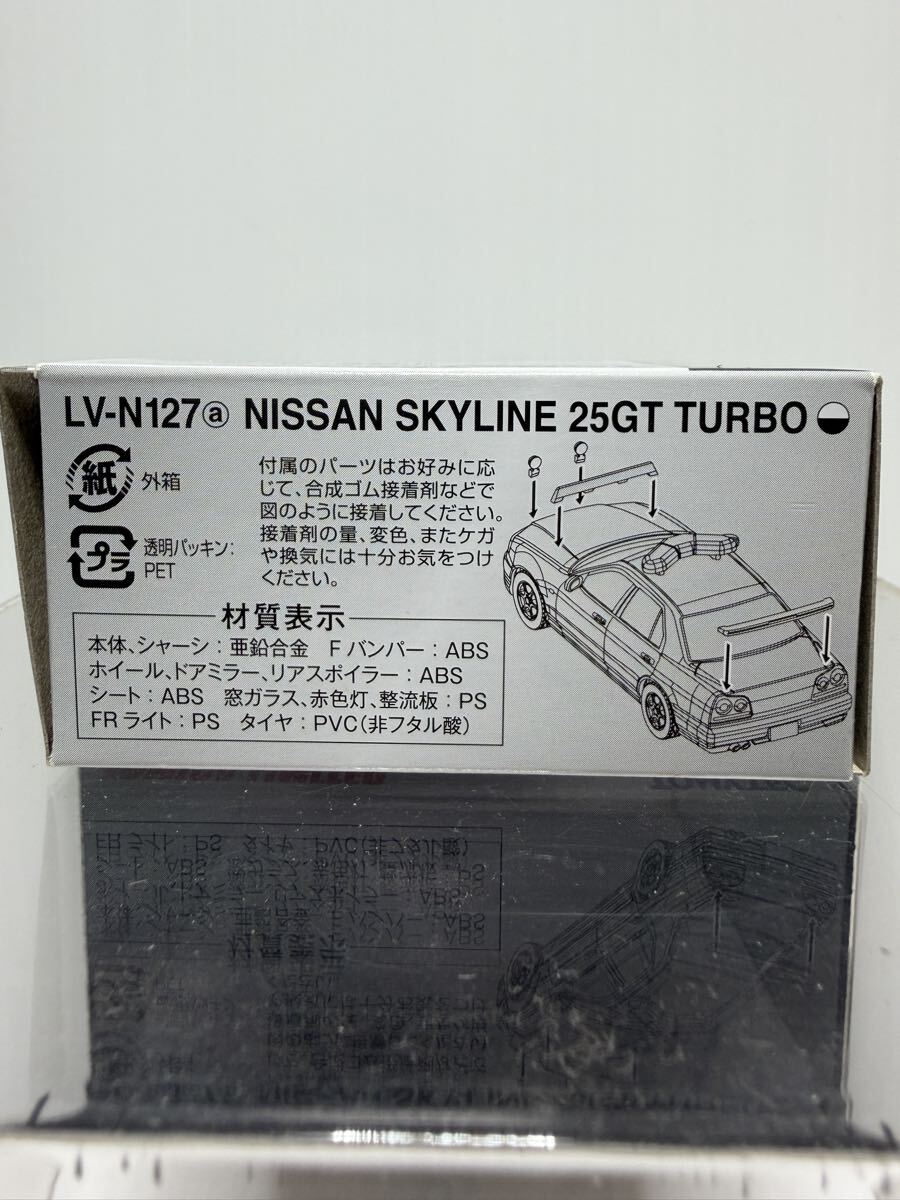 LV-N127ⓐ NISSAN SKYLINE 25GT TURBO
紙 外箱
プラ 透明パッキン:
PET
付属のパーツはお好みに応
じて、合成ゴム接着剤などで
図のように接着してください。
接着剤の量、変色、またケガ
や換気には十分お気をつけ
ください。
材質表示
本体、シャーシ:亜鉛合金 Fバンパー:ABS
ホイール、ドアミラー、リアスポイラー:ABS
シート:ABS 窓ガラス、赤色灯、整流板:PS
FRライト:PS タイヤ:PVC(非フタル酸)